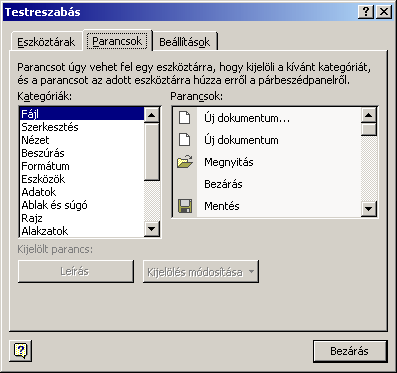 Testreszabás
Eszköztárak Parancsok Beállítások
Parancsot úgy vehet fel egy eszköztárra, hogy kijelöli a kívánt kategóriát,
és a parancsot az adott eszköztárra húzza erről a párbeszédpanelről.
Kategóriák: Parancsok:
Fájl
Szerkesztés
Nézet
Beszúrás
Formátum
Eszközök
Adatok
Ablak és súgó
Rajz
Alakzatok
Új dokumentum...
Új dokumentum
Megnyitás
Bezárás
Mentés
Kijelölt parancs:
Leírás Kijelölés módosítása
Bezárás